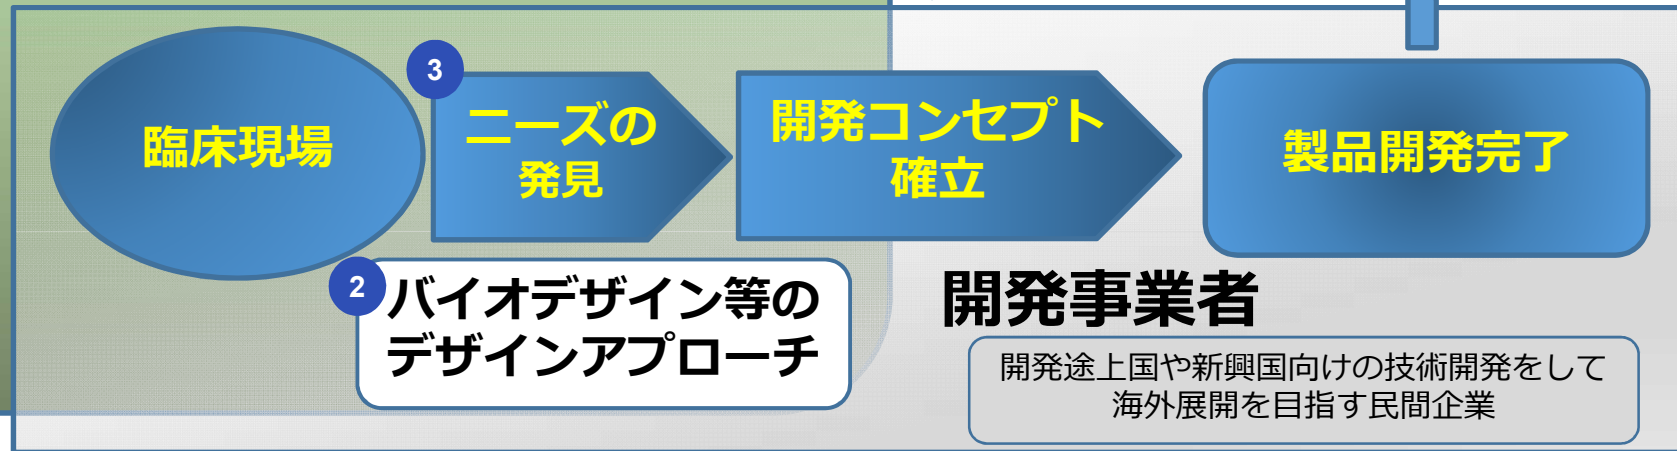 臨床現場
3
ニーズの
発見
開発コンセプト
確立
製品開発完了
2
バイオデザイン等の
デザインアプローチ
開発事業者
開発途上国や新興国向けの技術開発をして
海外展開を目指す民間企業